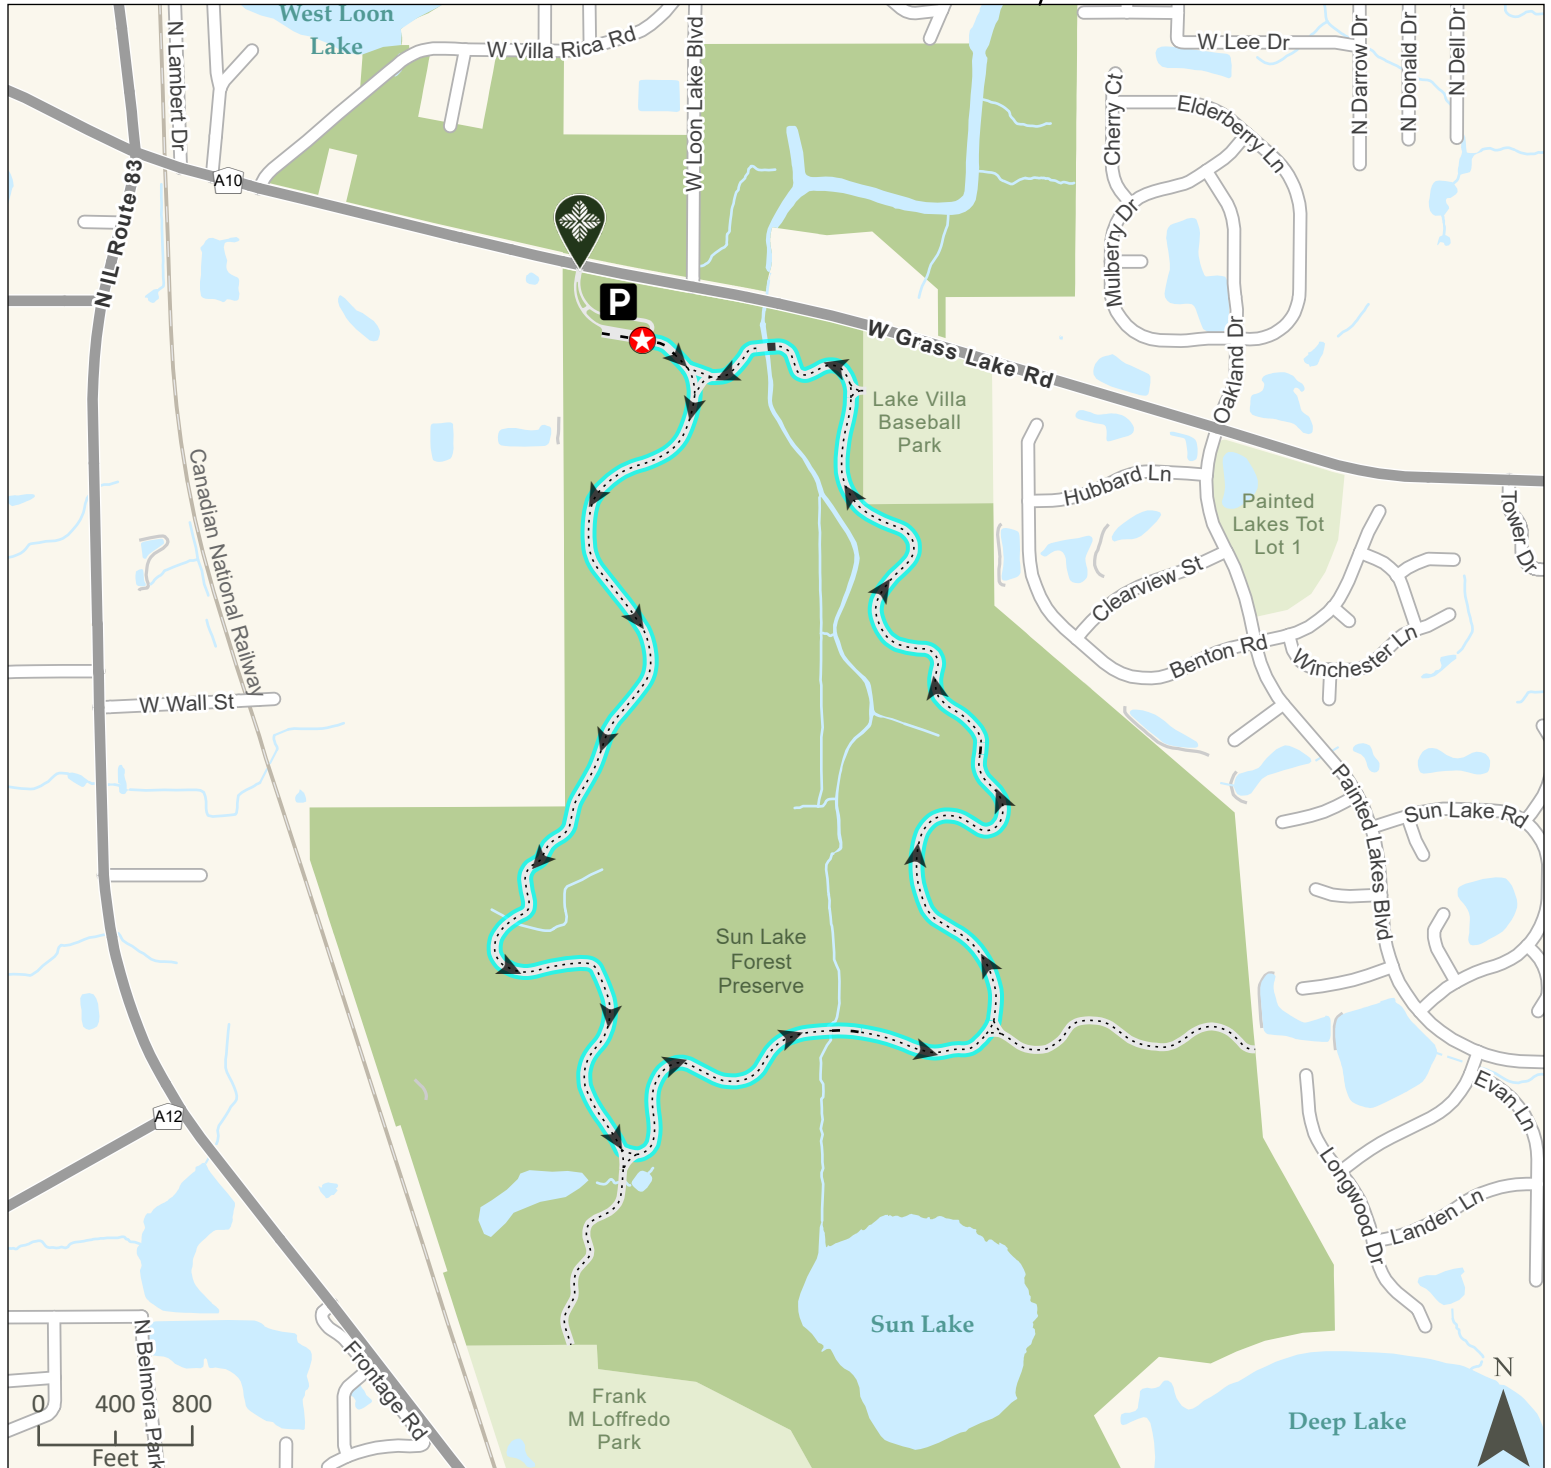 West Loon
Lake
N Lambert Dr
W Villa Rica Rd
W Loon Lake Blvd
W Lee Dr
N Darrow Dr
N Donald Dr
N Dell Dr
Cherry Ct
Elderberry Ln
Mulberry Dr
Oakland Dr
A10
N IL Route 83
P
W Grass Lake Rd
Lake Villa
Baseball
Park
Canadian National Railway
Hubbard Ln
Painted
Lakes Tot
Lot 1
Tower Dr
Clearview St
Benton Rd
Winchester Ln
W Wall St
Painted Lakes Blvd
Sun Lake Rd
Sun Lake
Forest
Preserve
A12
Evan Ln
Longwood Dr
Landen Ln
Sun Lake
Deep Lake
N Belmora Park
Frontage Rd
Frank
M Loffredo
Park
0 400 800
Feet
N